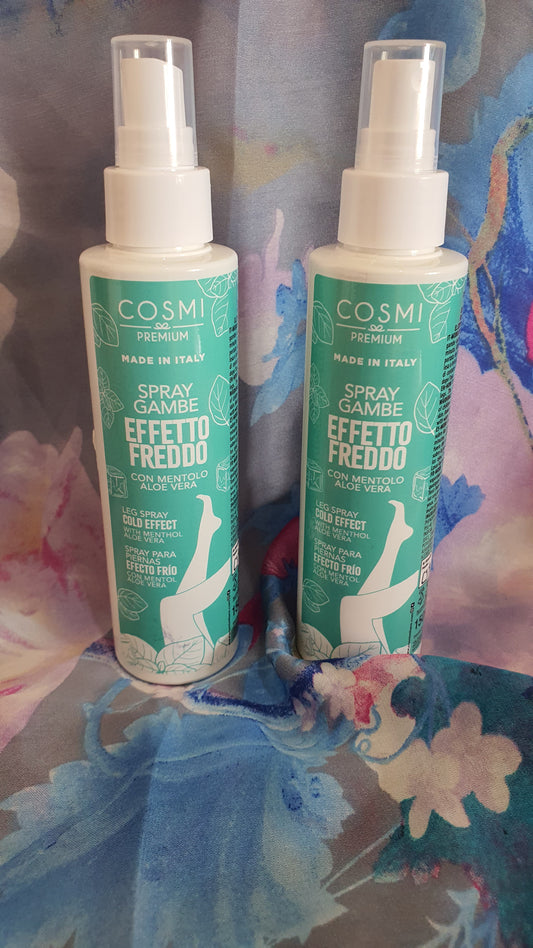 COSMI
PREMIUM
MADE IN ITALY
SPRAY
GAMBE
EFFETTO
FREDDO
CON MENTOLO
ALOE VERA
LEG SPRAY
COLD EFFECT
WITH MENTHOL
ALOE VERA
SPRAY PARA
PIERNAS
EFECTO FRÍO
CON MENTOL
ALOE VERA
COSMI
PREMIUM
MADE IN ITALY
SPRAY
GAMBE
EFFETTO
FREDDO
CON MENTOLO
ALOE VERA
LEG SPRAY
COLD EFFECT
WITH MENTHOL
ALOE VERA
SPRAY PARA
PIERNAS
EFECTO FRÍO
CON MENTOL
ALOE VERA